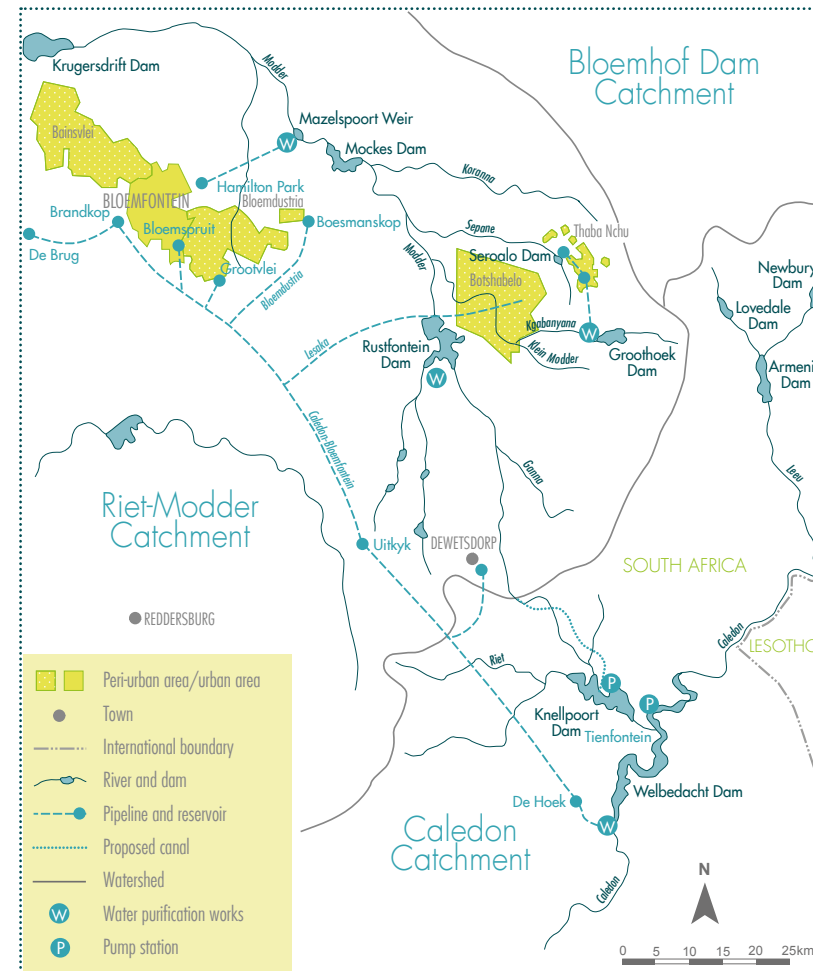 Krugersdrift Dam
Modder
Bloemhof Dam
Catchment
Bainsvlei
Mazelspoort Weir
W
Mockes Dam
Koranna
Hamilton Park
BLOEMFONTEIN
Bloemdustria
Brandkop
Bloemspruit
Boesmanskop
De Brug
Grootvlei
Bloemdustria
Sepane
Thaba Nchu
Modder
Seroalo Dam
Botshabelo
Newbury
Dam
Lovedale
Dam
Lesaka
Rustfontein
Dam
W
Kgabanyana
W
Klein Modder
Groothoek
Dam
Armeni
Dam
Caledon-Bloemfontein
Ganna
Leeu
Riet-Modder
Catchment
Uitkyk
DEWETSDORP
SOUTH AFRICA
REDDERSBURG
Caledon
LESOTHO
Riet
P
P
Knellpoort
Dam
Tienfontein
De Hoek
Welbedacht Dam
W
Caledon
Catchment
Caledon
Peri-urban area/urban area
Town
International boundary
River and dam
Pipeline and reservoir
Proposed canal
Watershed
W Water purification works
P Pump station
N
0 5 10 15 20 25km